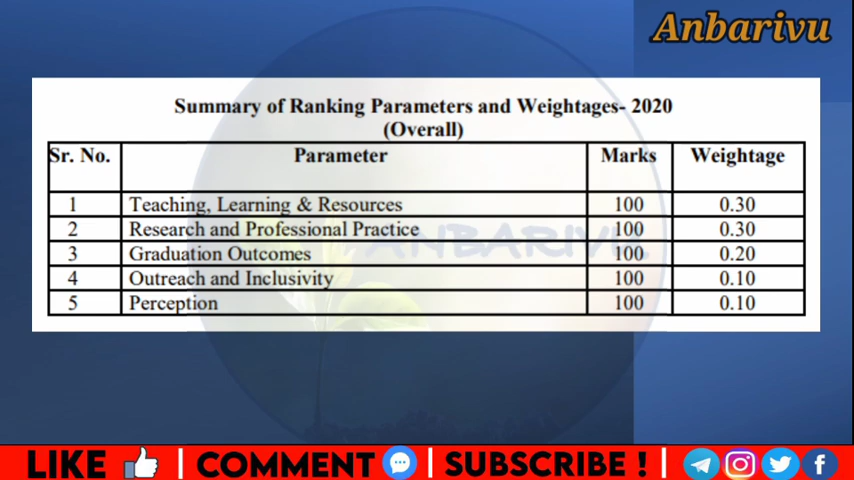 Anbarivu
Summary of Ranking Parameters and Weightages- 2020
(Overall)
Sr. No. Parameter Marks Weightage
1 Teaching, Learning & Resources 100 0.30
2 Research and Professional Practice 100 0.30
3 Graduation Outcomes 100 0.20
4 Outreach and Inclusivity 100 0.10
5 Perception 100 0.10
LIKE | COMMENT | SUBSCRIBE ! |